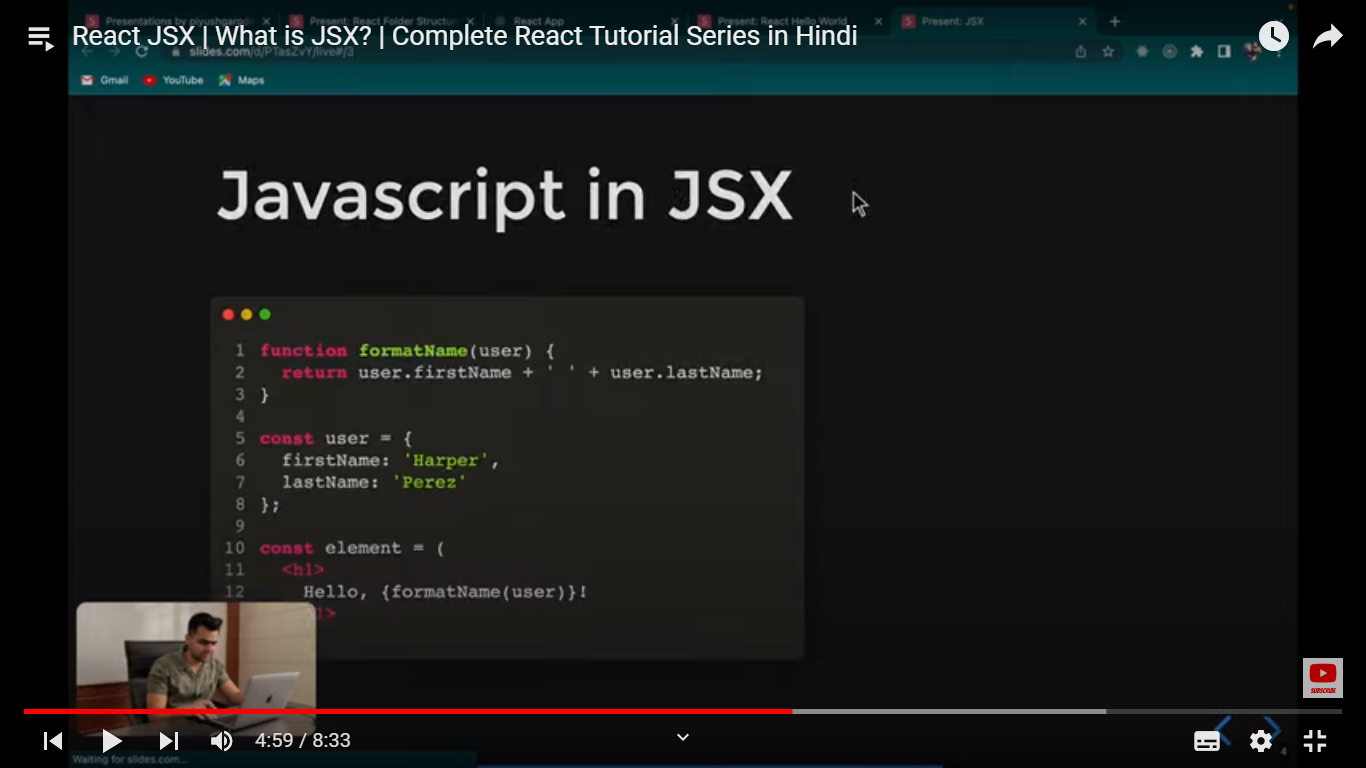 Presentations by piyushgarg
Present: React Folder Structu
React App
Present: React Hello World
Present: JSX
React JSX | What is JSX? | Complete React Tutorial Series in Hindi
slides.com/d/PTasZvY/live#/3
Gmail YouTube Maps
Javascript in JSX
1 function formatName(user) {
2 return user.firstName + ' ' + user.lastName;
3 }
4
5 const user = {
6 firstName: 'Harper',
7 lastName: 'Perez'
8 };
9
10 const element = (
11 <h1>
12 Hello, {formatName(user)}!
1>
SUBSCRIBE
4:59 / 8:33
4
Waiting for slides.com...